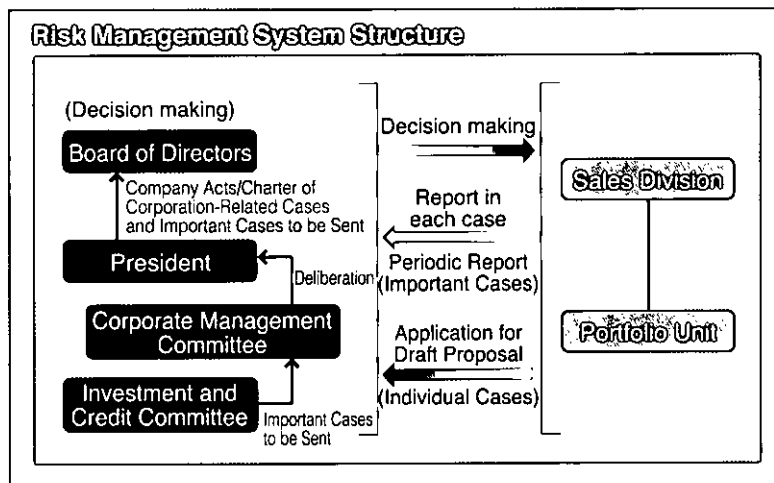 Risk Management System Structure
(Decision making)
Board of Directors
Company Acts/Charter of
Corporation-Related Cases
and Important Cases to be Sent
President
Deliberation
Corporate Management
Committee
Investment and
Credit Committee
Important Cases
to be Sent
Decision making
Report in
each case
Periodic Report
(Important Cases)
Application for
Draft Proposal
(Individual Cases)
Sales Division
Portfolio Unit